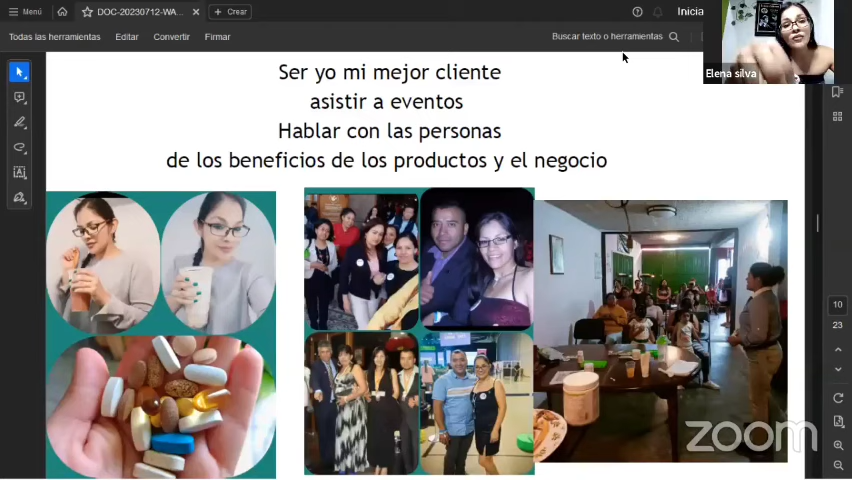 Menú
DOC-20230712-WA...
Crear
Inicia
Todas las herramientas
Editar
Convertir
Firmar
Buscar texto o herramientas
Elena silva
Ser yo mi mejor cliente
asistir a eventos
Hablar con las personas
de los beneficios de los productos y el negocio
10
23
zoom